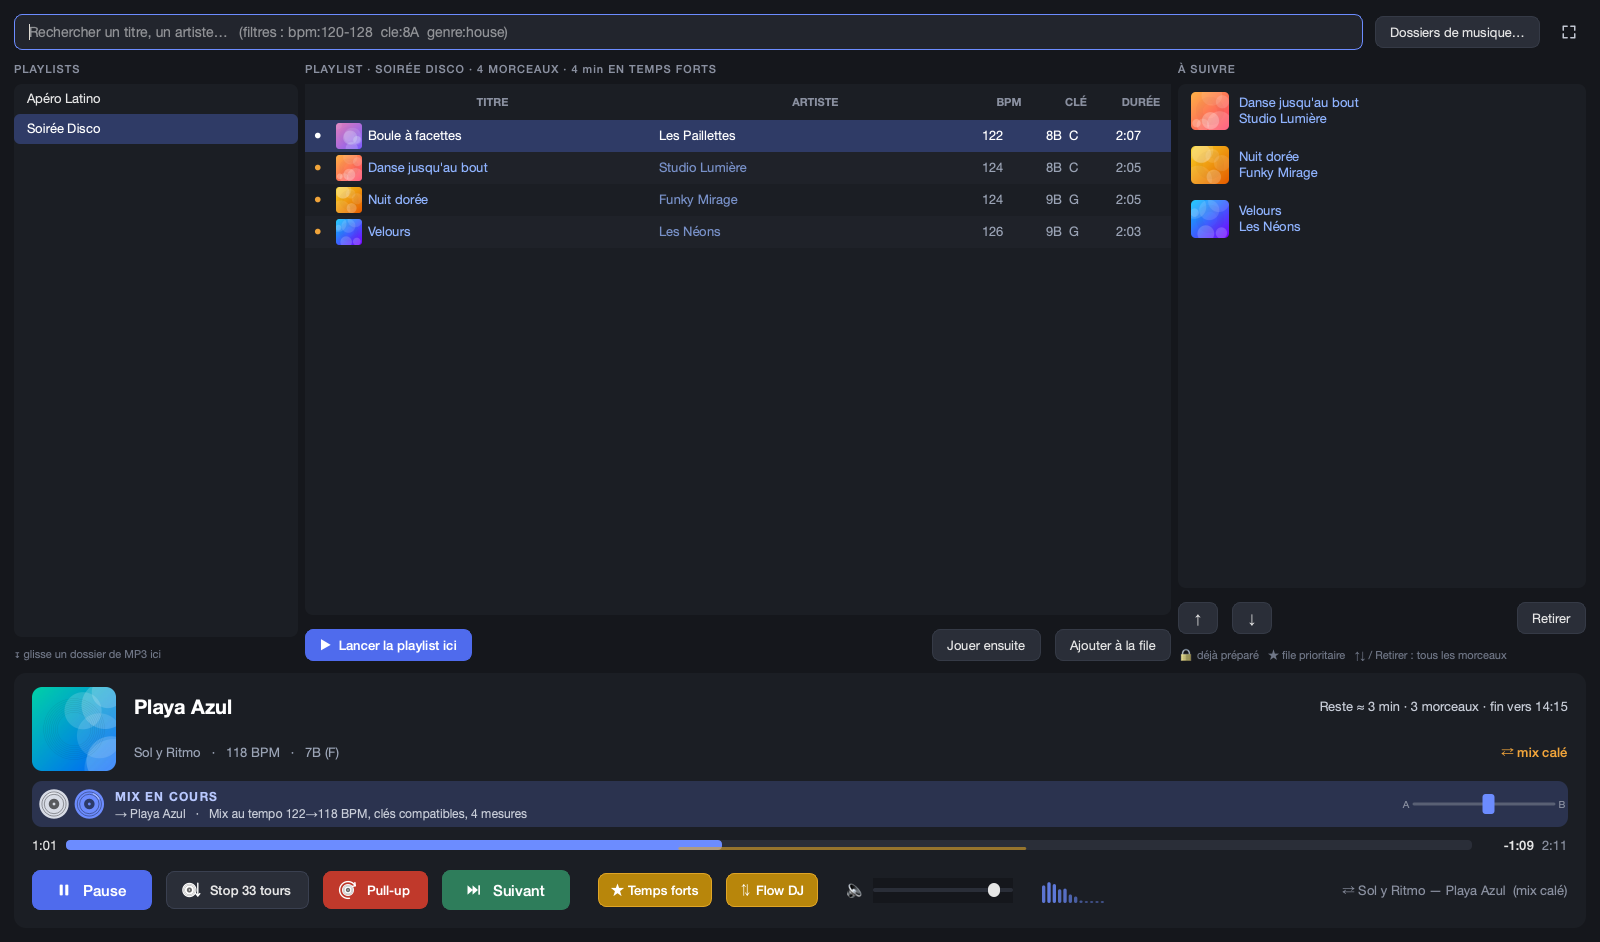 Rechercher un titre, un artiste… (filtres : bpm:120-128 cle:8A genre:house)
Dossiers de musique…
PLAYLISTS
PLAYLIST · SOIRÉE DISCO · 4 MORCEAUX · 4 min EN TEMPS FORTS
À SUIVRE
Apéro Latino
Soirée Disco
TITRE ARTISTE BPM CLÉ DURÉE
Boule à facettes Les Paillettes 122 8B C 2:07
Danse jusqu'au bout Studio Lumière 124 8B C 2:05
Nuit dorée Funky Mirage 124 9B G 2:05
Velours Les Néons 126 9B G 2:03
Danse jusqu'au bout
Studio Lumière
Nuit dorée
Funky Mirage
Velours
Les Néons
↕ glisse un dossier de MP3 ici
▶ Lancer la playlist ici
Jouer ensuite
Ajouter à la file
↑ ↓ Retirer
🔒 déjà préparé ★ file prioritaire ↑↓ / Retirer : tous les morceaux
Playa Azul
Reste ≈ 3 min · 3 morceaux · fin vers 14:15
Sol y Ritmo · 118 BPM · 7B (F)
⇄ mix calé
MIX EN COURS
→ Playa Azul · Mix au tempo 122→118 BPM, clés compatibles, 4 mesures
A B
1:01 -1:09 2:11
Pause
Stop 33 tours
Pull-up
Suivant
★ Temps forts
⇅ Flow DJ
⇄ Sol y Ritmo — Playa Azul (mix calé)